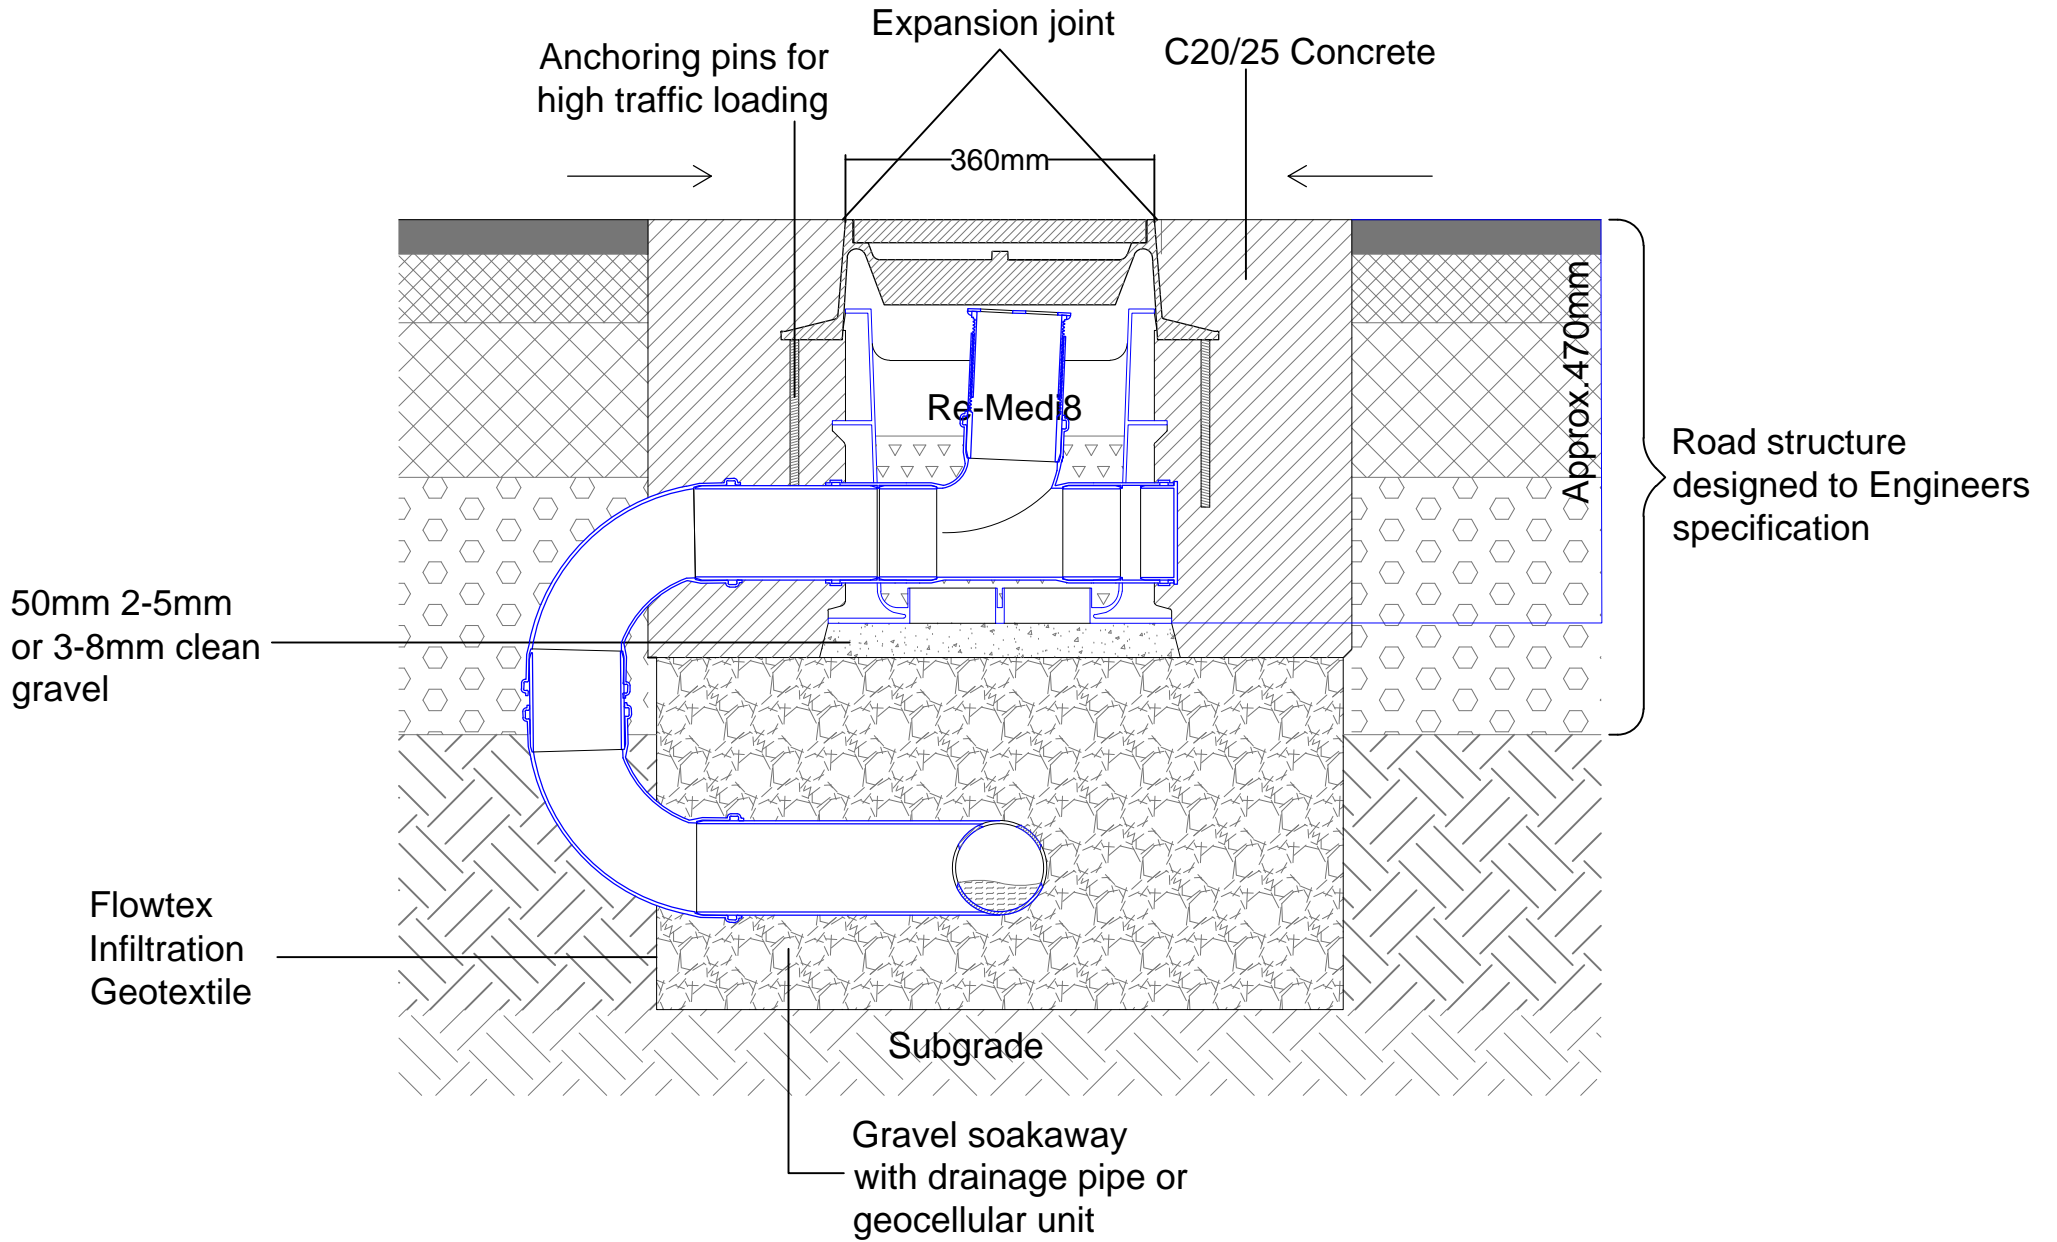 Expansion joint
Anchoring pins for
high traffic loading
C20/25 Concrete
360mm
Approx.470mm
Re-Medi8
Road structure
designed to Engineers
specification
50mm 2-5mm
or 3-8mm clean
gravel
Flowtex
Infiltration
Geotextile
Subgrade
Gravel soakaway
with drainage pipe or
geocellular unit